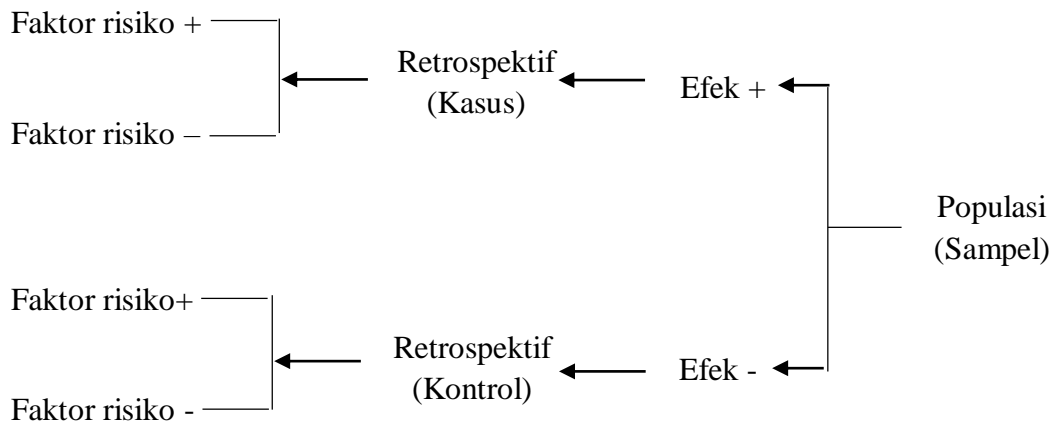 Faktor risiko +
Retrospektif
(Kasus)
Efek +
Faktor risiko –
Populasi
(Sampel)
Faktor risiko+
Retrospektif
(Kontrol)
Efek -
Faktor risiko -